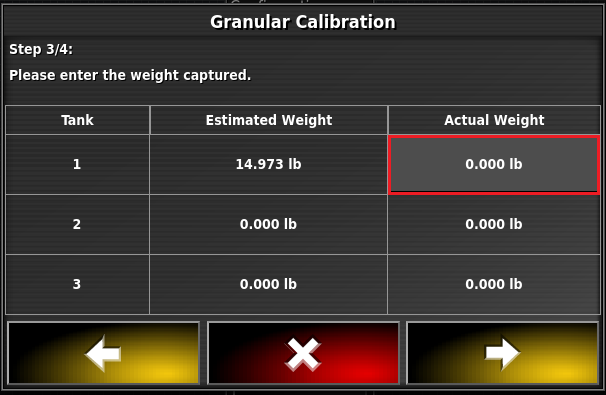 Granular Calibration
Step 3/4:
Please enter the weight captured.
Tank Estimated Weight Actual Weight
1 14.973 lb 0.000 lb
2 0.000 lb 0.000 lb
3 0.000 lb 0.000 lb